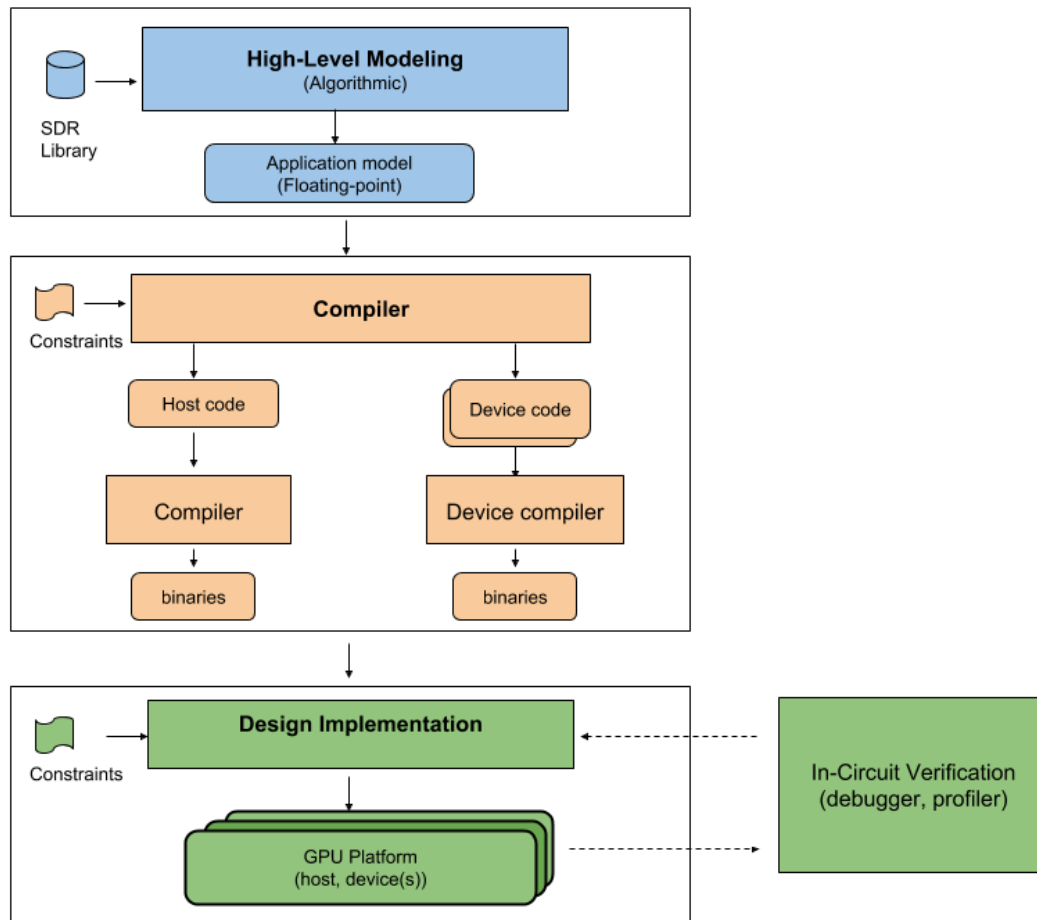 High-Level Modeling
(Algorithmic)
SDR
Library
Application model
(Floating-point)
Compiler
Constraints
Host code
Device code
Compiler
Device compiler
binaries
binaries
Design Implementation
Constraints
GPU Platform
(host, device(s))
In-Circuit Verification
(debugger, profiler)